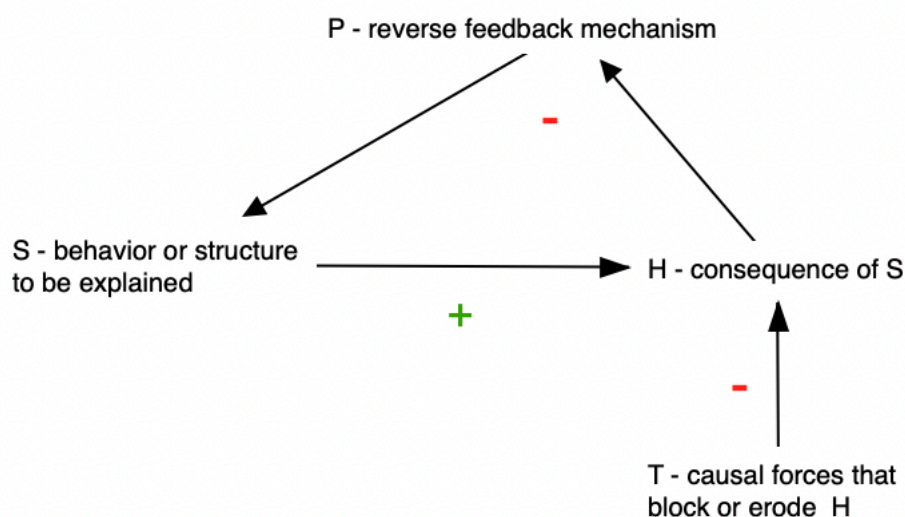 P - reverse feedback mechanism
-
S - behavior or structure
to be explained
H - consequence of S
+
-
T - causal forces that
block or erode H